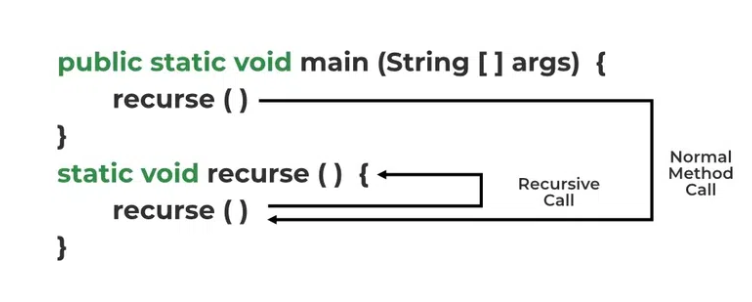 public static void main (String [ ] args) {
recurse ( )
}
static void recurse ( ) {
recurse ( )
}
Recursive
Call
Normal
Method
Call